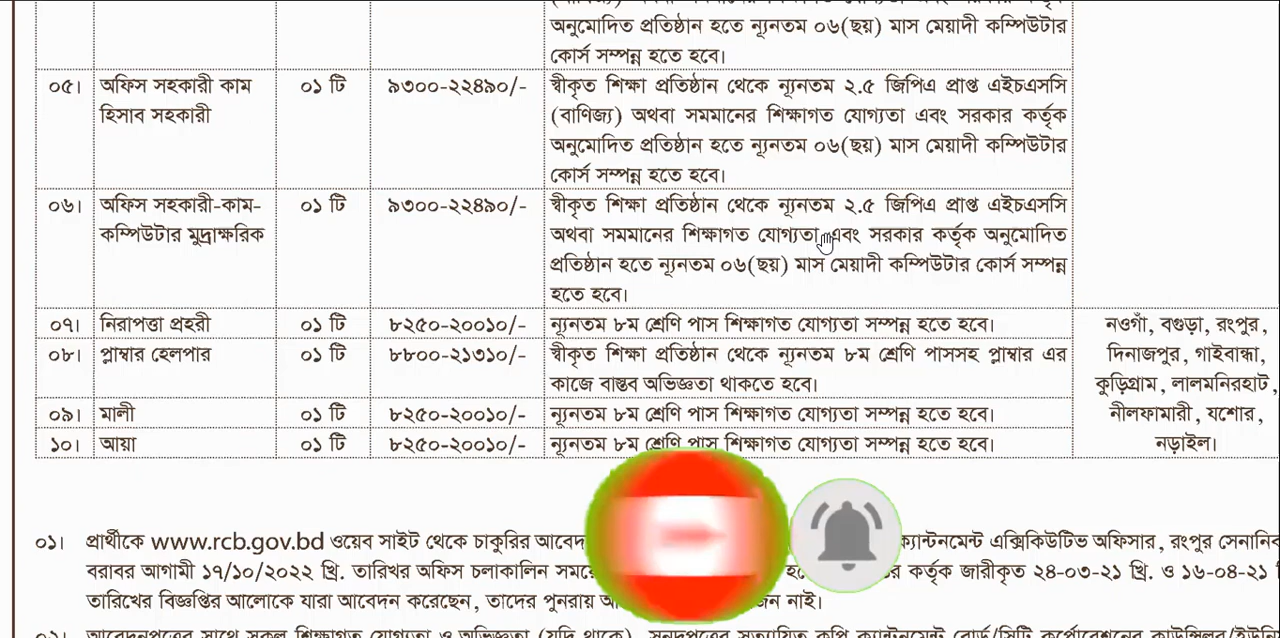 অনুমোদিত প্রতিষ্ঠান হতে ন্যূনতম ০৬(ছয়) মাস মেয়াদী কম্পিউটার
কোর্স সম্পন্ন হতে হবে।
০৫। অফিস সহকারী কাম হিসাব সহকারী ০১ টি ৯৩০০-২২৪৯০/- স্বীকৃত শিক্ষা প্রতিষ্ঠান থেকে ন্যূনতম ২.৫ জিপিএ প্রাপ্ত এইচএসসি
(বাণিজ্য) অথবা সমমানের শিক্ষাগত যোগ্যতা এবং সরকার কর্তৃক
অনুমোদিত প্রতিষ্ঠান হতে ন্যূনতম ০৬(ছয়) মাস মেয়াদী কম্পিউটার
কোর্স সম্পন্ন হতে হবে।
০৬। অফিস সহকারী-কাম-কম্পিউটার মুদ্রাক্ষরিক ০১ টি ৯৩০০-২২৪৯০/- স্বীকৃত শিক্ষা প্রতিষ্ঠান থেকে ন্যূনতম ২.৫ জিপিএ প্রাপ্ত এইচএসসি
অথবা সমমানের শিক্ষাগত যোগ্যতা এবং সরকার কর্তৃক অনুমোদিত
প্রতিষ্ঠান হতে ন্যূনতম ০৬(ছয়) মাস মেয়াদী কম্পিউটার কোর্স সম্পন্ন
হতে হবে।
০৭। নিরাপত্তা প্রহরী ০১ টি ৮২৫০-২০০১০/- ন্যূনতম ৮ম শ্রেণি পাস শিক্ষাগত যোগ্যতা সম্পন্ন হতে হবে। নওগাঁ, বগুড়া, রংপুর,
০৮। প্লাম্বার হেলপার ০১ টি ৮৮০০-২১৩১০/- স্বীকৃত শিক্ষা প্রতিষ্ঠান থেকে ন্যূনতম ৮ম শ্রেণি পাসসহ প্লাম্বার এর দিনাজপুর, গাইবান্ধা,
কাজে বাস্তব অভিজ্ঞতা থাকতে হবে। কুড়িগ্রাম, লালমনিরহাট,
০৯। মালী ০১ টি ৮২৫০-২০০১০/- ন্যূনতম ৮ম শ্রেণি পাস শিক্ষাগত যোগ্যতা সম্পন্ন হতে হবে। নীলফামারী, যশোর,
১০। আয়া ০১ টি ৮২৫০-২০০১০/- ন্যূনতম ৮ম শ্রেণি পাস শিক্ষাগত যোগ্যতা সম্পন্ন হতে হবে। নড়াইল।
০১। প্রার্থীকে www.rcb.gov.bd ওয়েব সাইট থেকে চাকুরির ক্যান্টনমেন্ট এক্সিকিউটিভ অফিসার, রংপুর
বরাবর আগামী ১৭/১০/২০২২ খ্রি. তারিখর অফিস চলাকালিন কর্তৃক জারীকৃত ২৪-০৩-২১ খ্রি. ও ১৬-০৪-২১
তারিখের বিজ্ঞপ্তির আলোকে যারা আবেদন করেছেন, তাদের পুনরায় নাই।
০২। আবেদনপত্রের সাথে সকল শিক্ষাগত যোগ্যতা ও অভিজ্ঞতা (যদি থাকে)